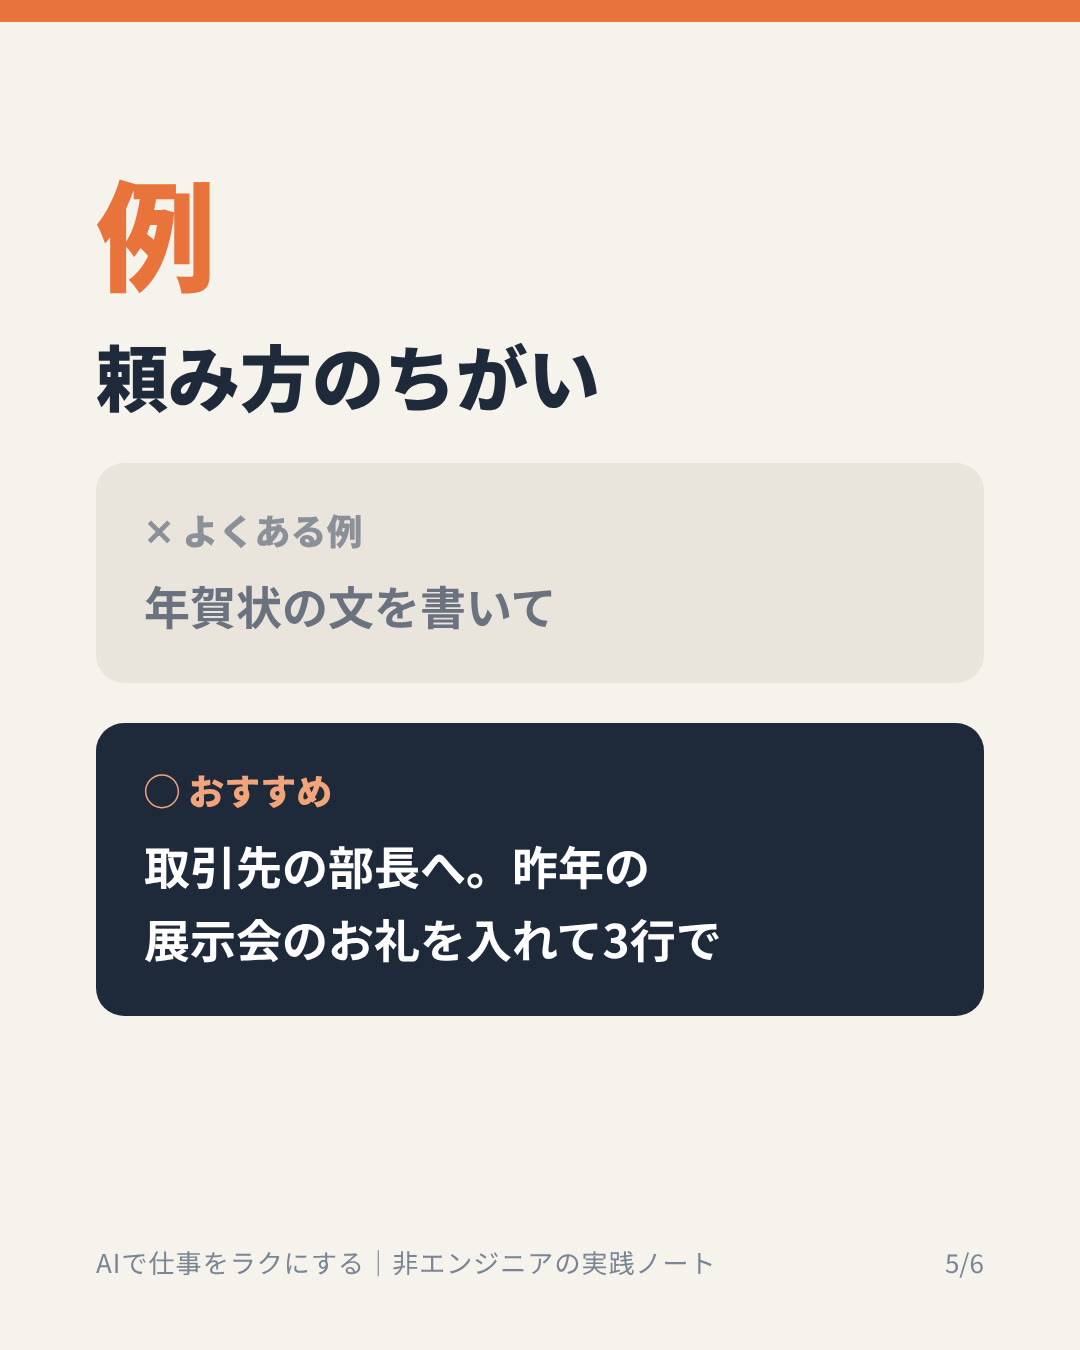 例
頼み方のちがい
× よくある例
年賀状の文を書いて
○ おすすめ
取引先の部長へ。昨年の
展示会のお礼を入れて3行で
AIで仕事をラクにする｜非エンジニアの実践ノート
5/6